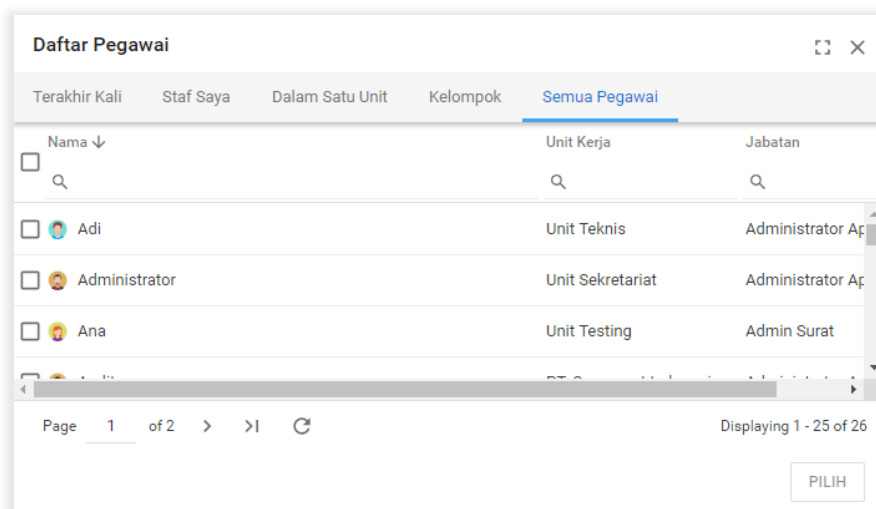 Daftar Pegawai
Terakhir Kali Staf Saya Dalam Satu Unit Kelompok Semua Pegawai
Nama Unit Kerja Jabatan
Adi Unit Teknis Administrator
Administrator Unit Sekretariat Administrator
Ana Unit Testing Admin Surat
Page 1 of 2 Displaying 1 - 25 of 26
PILIH